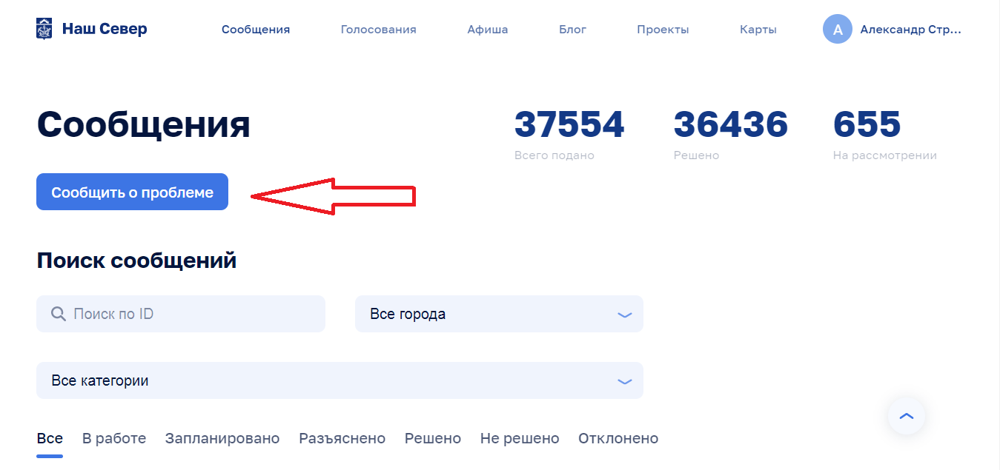 Наш Север
Сообщения
Голосования
Афиша
Блог
Проекты
Карты
А
Александр Стр...
Сообщения
37554
36436
655
Всего подано
Решено
На рассмотрении
Сообщить о проблеме
Поиск сообщений
Поиск по ID
Все города
Все категории
Все
В работе
Запланировано
Разъяснено
Решено
Не решено
Отклонено